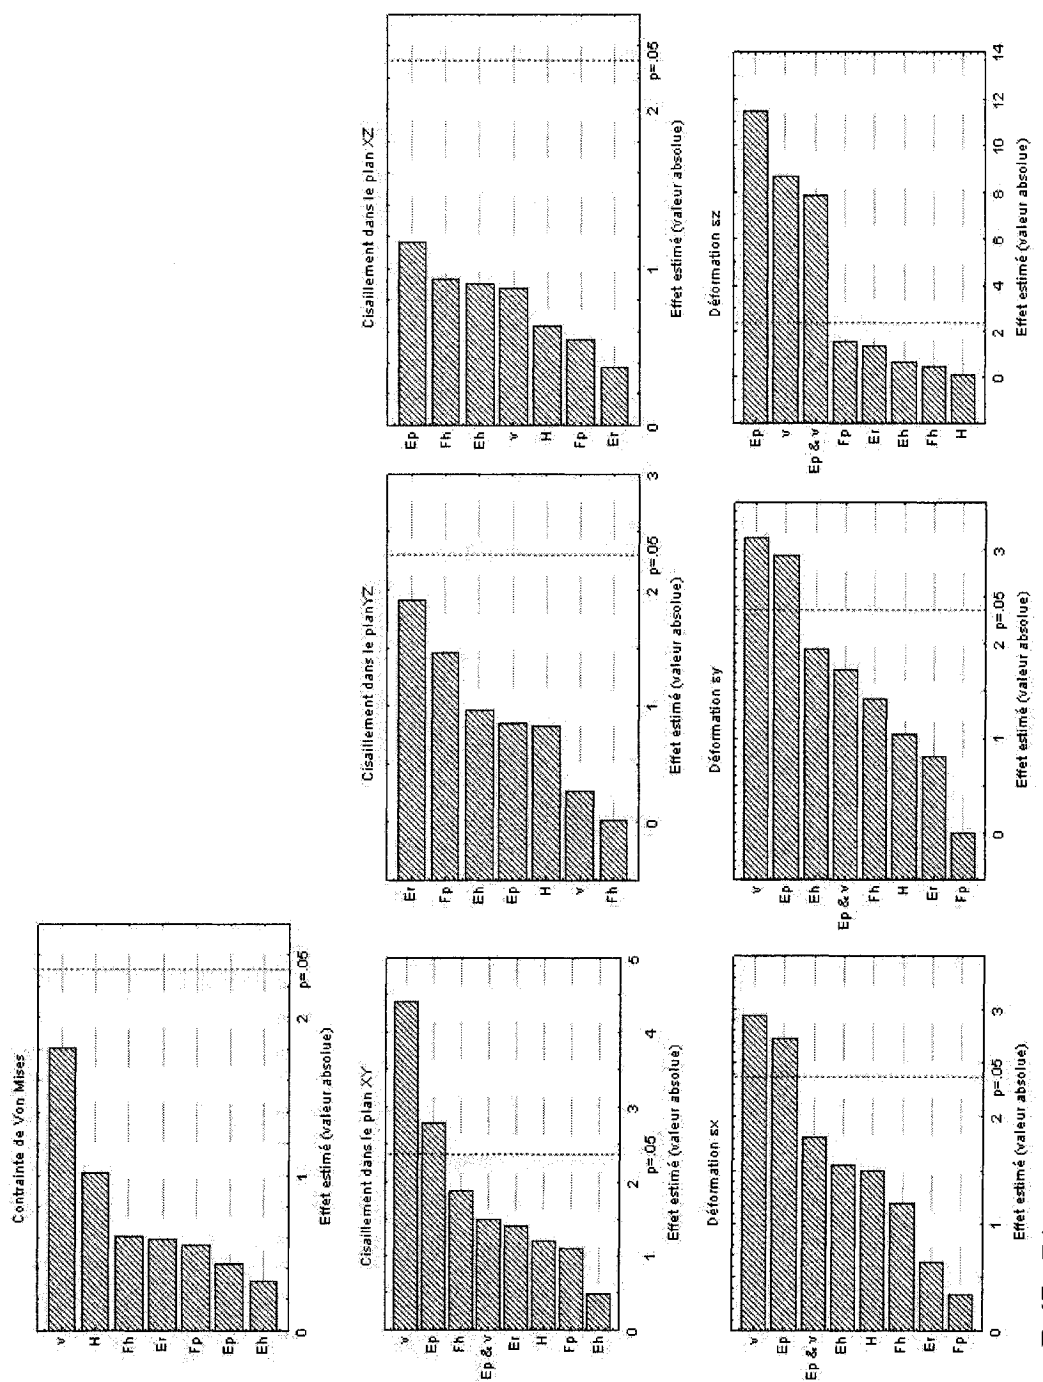 Contrainte de Von Mises
v
H
Fh
Er
Fp
Ep
Eh
0 1 2 p=.05
Effet estimé (valeur absolue)
Cisaillement dans le plan XY
v
Ep
Fh
Ep & v
Er
H
Fp
Eh
0 1 2 p=.05 3 4 5
Effet estimé (valeur absolue)
Cisaillement dans le plan YZ
Er
Fp
Eh
Ep
H
v
Fh
0 1 2 p=.05 3
Effet estimé (valeur absolue)
Cisaillement dans le plan XZ
Ep
Fh
Eh
v
H
Fp
Er
0 1 2 p=.05
Effet estimé (valeur absolue)
Déformation εx
v
Ep
Ep & v
Eh
H
Fh
Er
Fp
0 1 2 p=.05 3
Effet estimé (valeur absolue)
Déformation εy
v
Ep
Eh
Ep & v
Fh
H
Er
Fp
0 1 2 p=.05 3
Effet estimé (valeur absolue)
Déformation εz
Ep
v
Ep & v
Fp
Er
Eh
Fh
H
0 2 4 6 8 10 12 14
Effet estimé (valeur absolue)